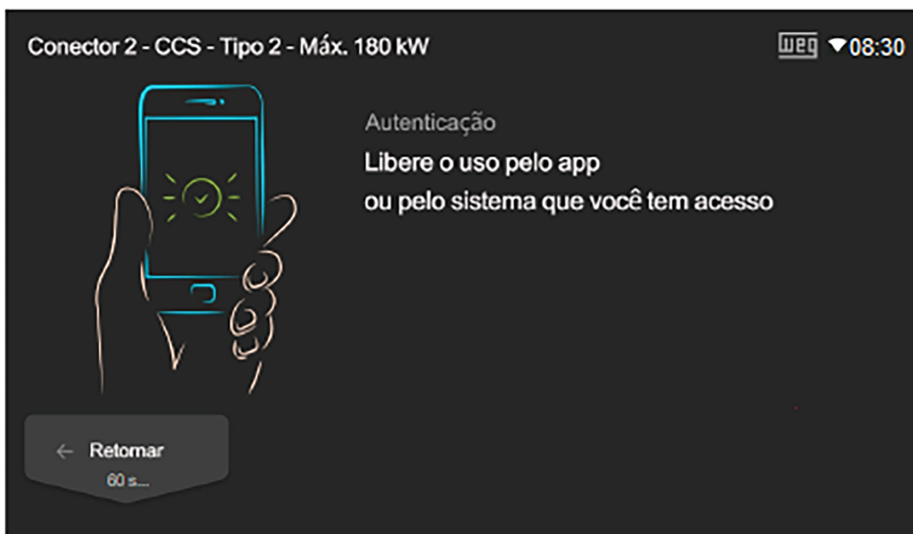 Conector 2 - CCS - Tipo 2 - Máx. 180 kW
weg 08:30
Autenticação
Libere o uso pelo app
ou pelo sistema que você tem acesso
← Retornar
60 s...